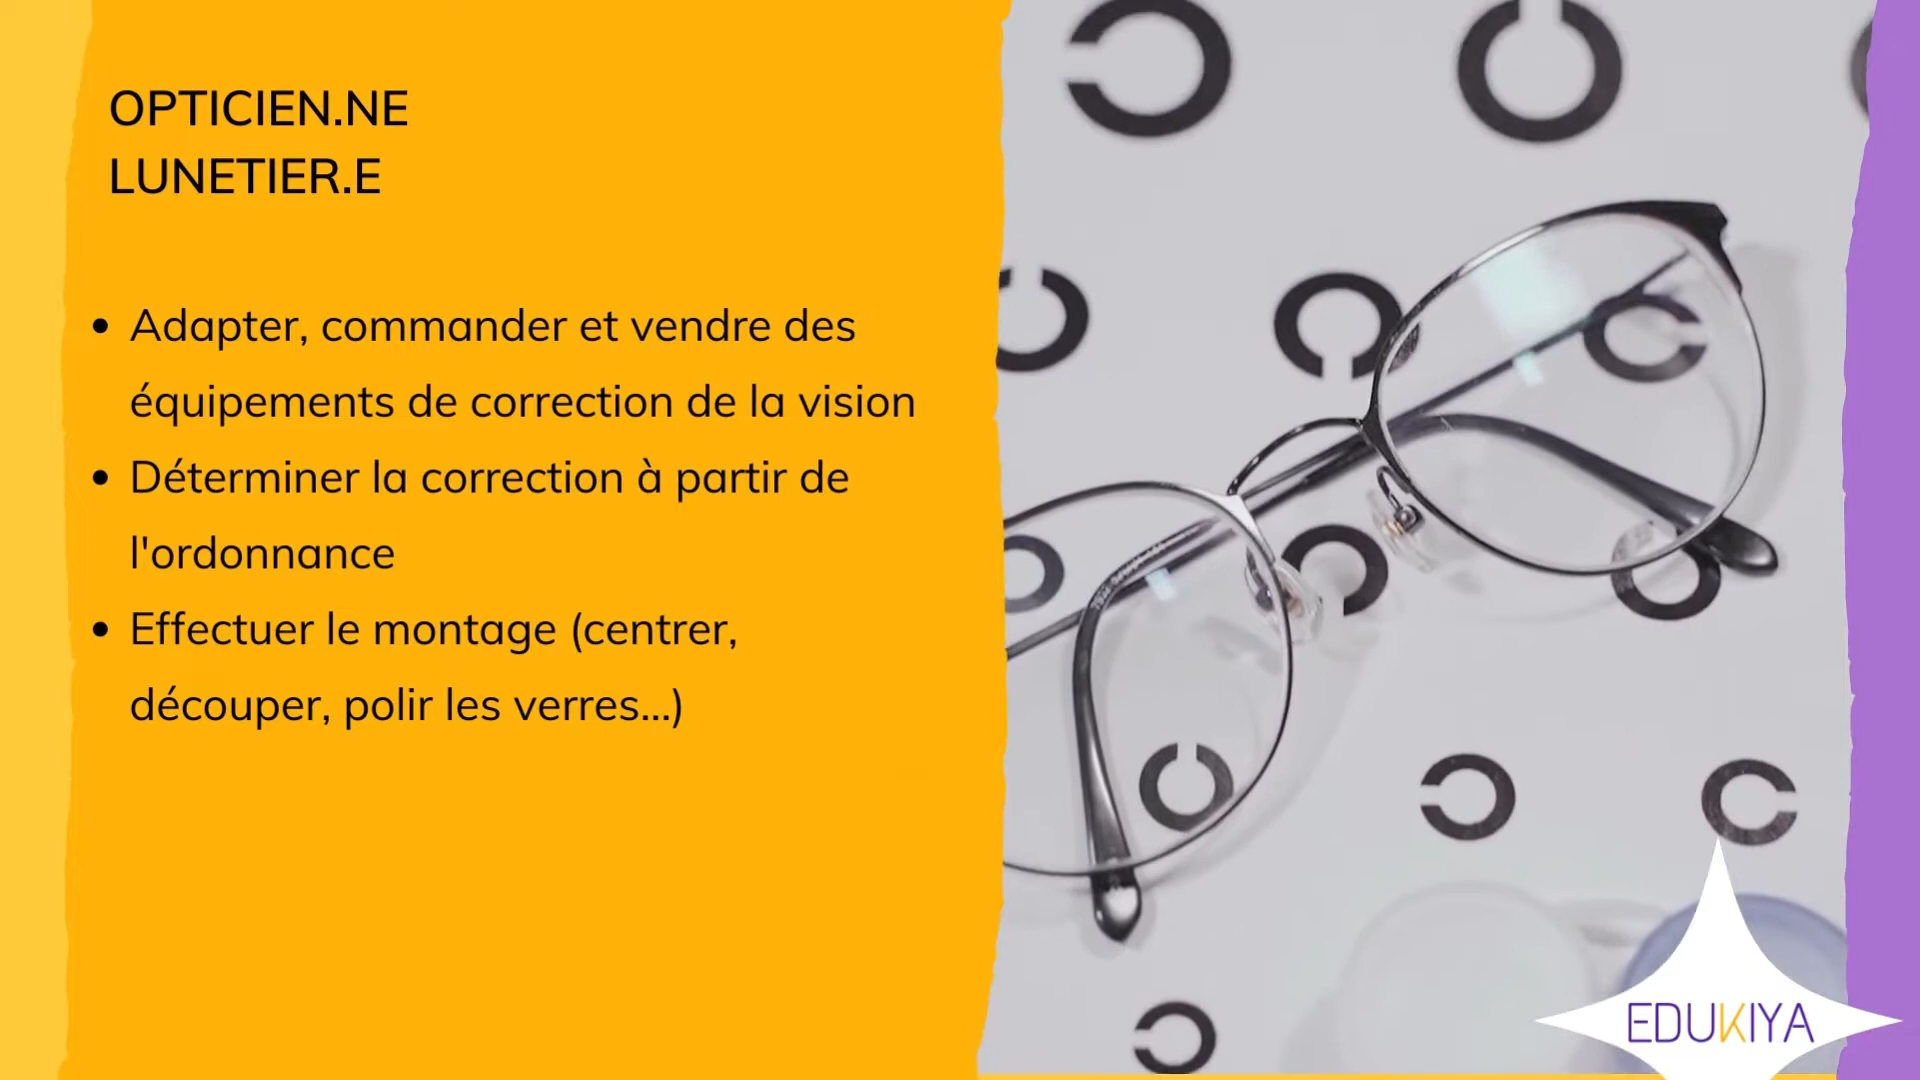 OPTICIEN.NE
LUNETIER.E
• Adapter, commander et vendre des
équipements de correction de la vision
• Déterminer la correction à partir de
l'ordonnance
• Effectuer le montage (centrer,
découper, polir les verres...)
EDUKIYA